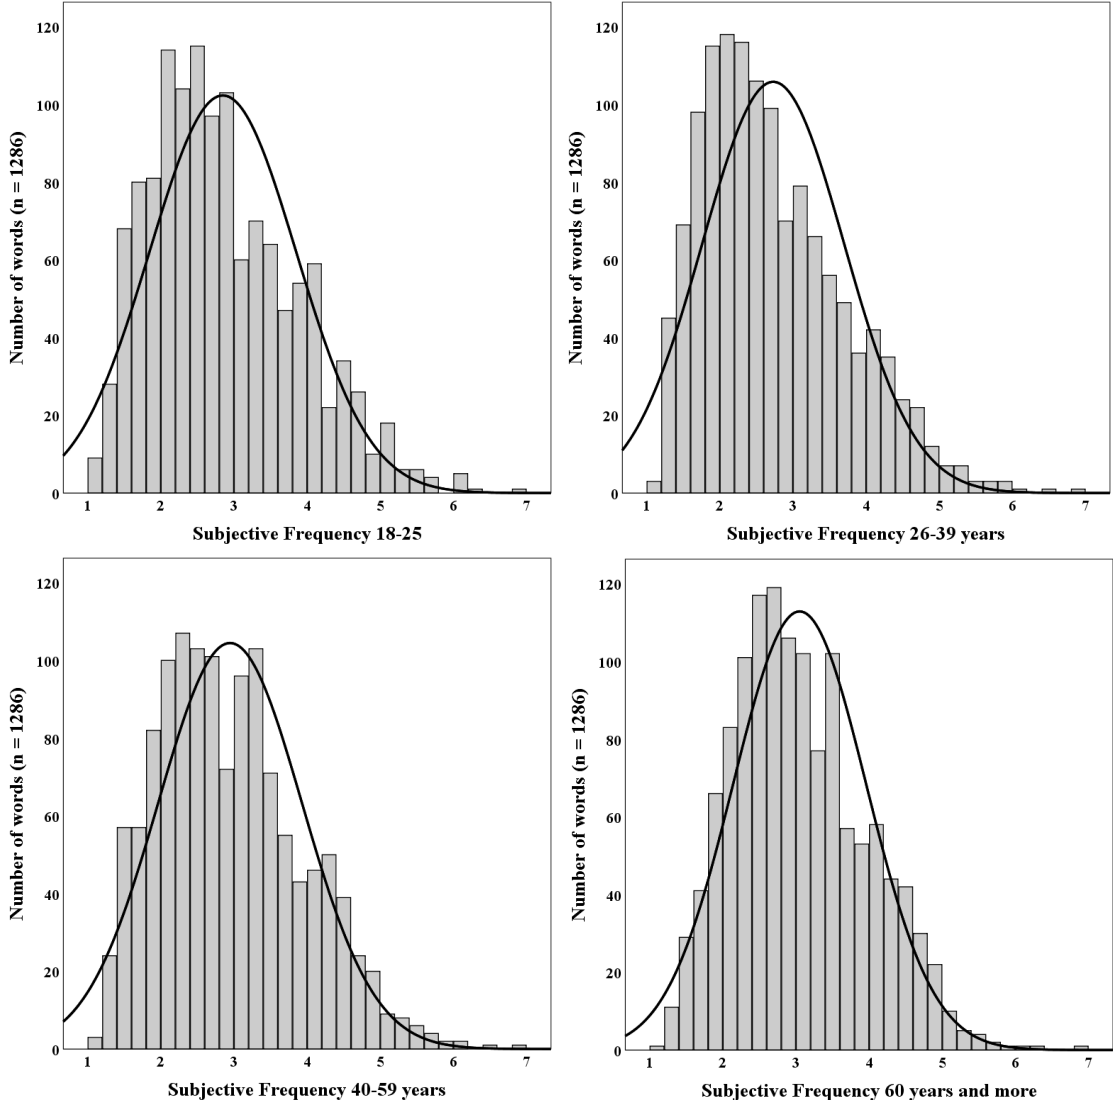 Number of words (n = 1286)
120
100
80
60
40
20
0
1 2 3 4 5 6 7
Subjective Frequency 18-25
Number of words (n = 1286)
120
100
80
60
40
20
0
1 2 3 4 5 6 7
Subjective Frequency 26-39 years
Number of words (n = 1286)
120
100
80
60
40
20
0
1 2 3 4 5 6 7
Subjective Frequency 40-59 years
Number of words (n = 1286)
120
100
80
60
40
20
0
1 2 3 4 5 6 7
Subjective Frequency 60 years and more